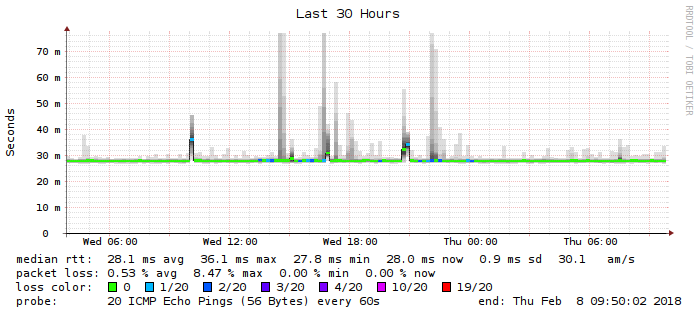 Last 30 Hours
RRDTOOL / TOBI OETIKER
Seconds
70 m
60 m
50 m
40 m
30 m
20 m
10 m
0
Wed 06:00 Wed 12:00 Wed 18:00 Thu 00:00 Thu 06:00
median rtt: 28.1 ms avg 36.1 ms max 27.8 ms min 28.0 ms now 0.9 ms sd 30.1 am/s
packet loss: 0.53 % avg 8.47 % max 0.00 % min 0.00 % now
loss color: 0 1/20 2/20 3/20 4/20 10/20 19/20
probe: 20 ICMP Echo Pings (56 Bytes) every 60s end: Thu Feb 8 09:50:02 2018